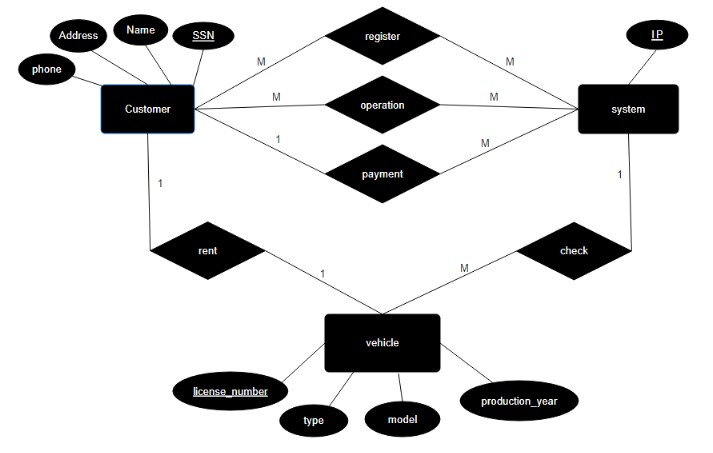 Name
SSN
Address
register
IP
phone
M
M
Customer
M
operation
M
system
1
M
payment
1
1
rent
check
1
M
vehicle
license_number
type
model
production_year